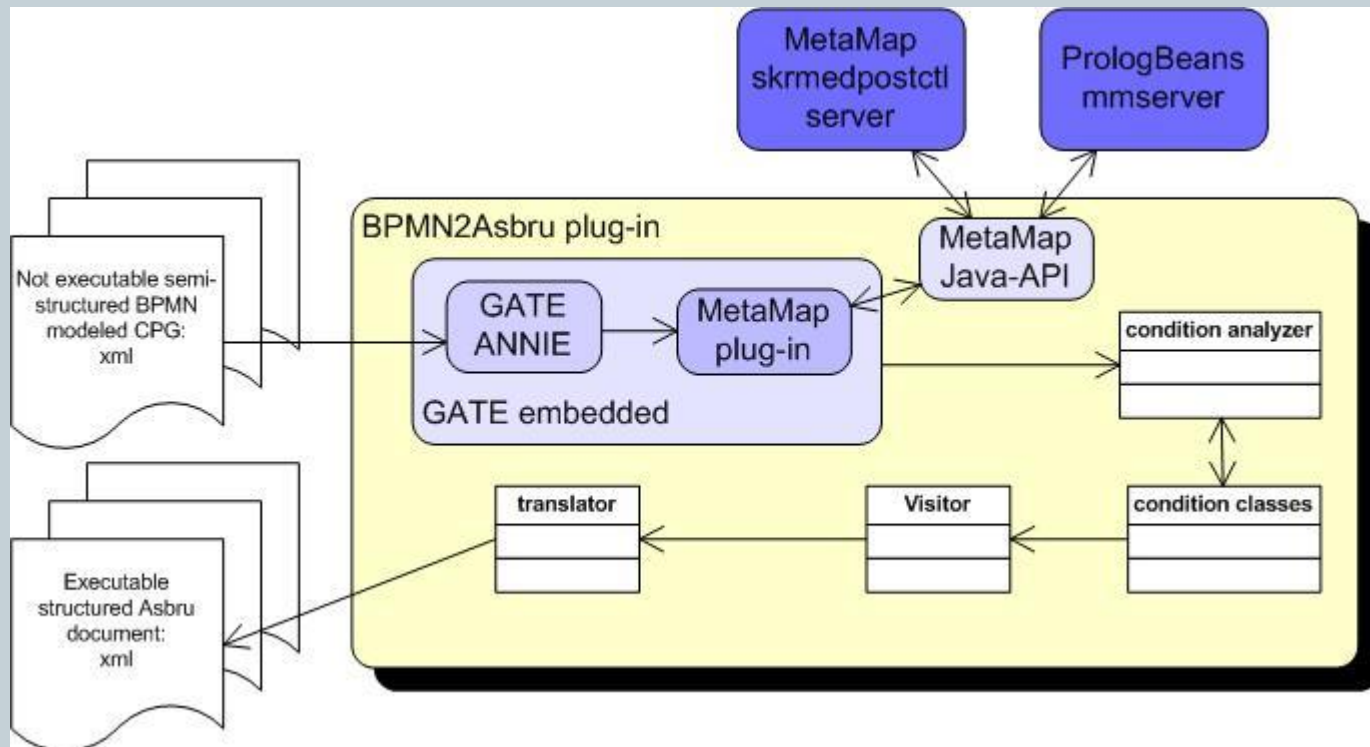 MetaMap
skrmedpostctl
server
PrologBeans
mmserver
BPMN2Asbru plug-in
MetaMap
Java-API
Not executable semi-
structured BPMN
modeled CPG:
xml
GATE
ANNIE
MetaMap
plug-in
GATE embedded
condition analyzer
translator
Visitor
condition classes
Executable
structured Asbru
document:
xml